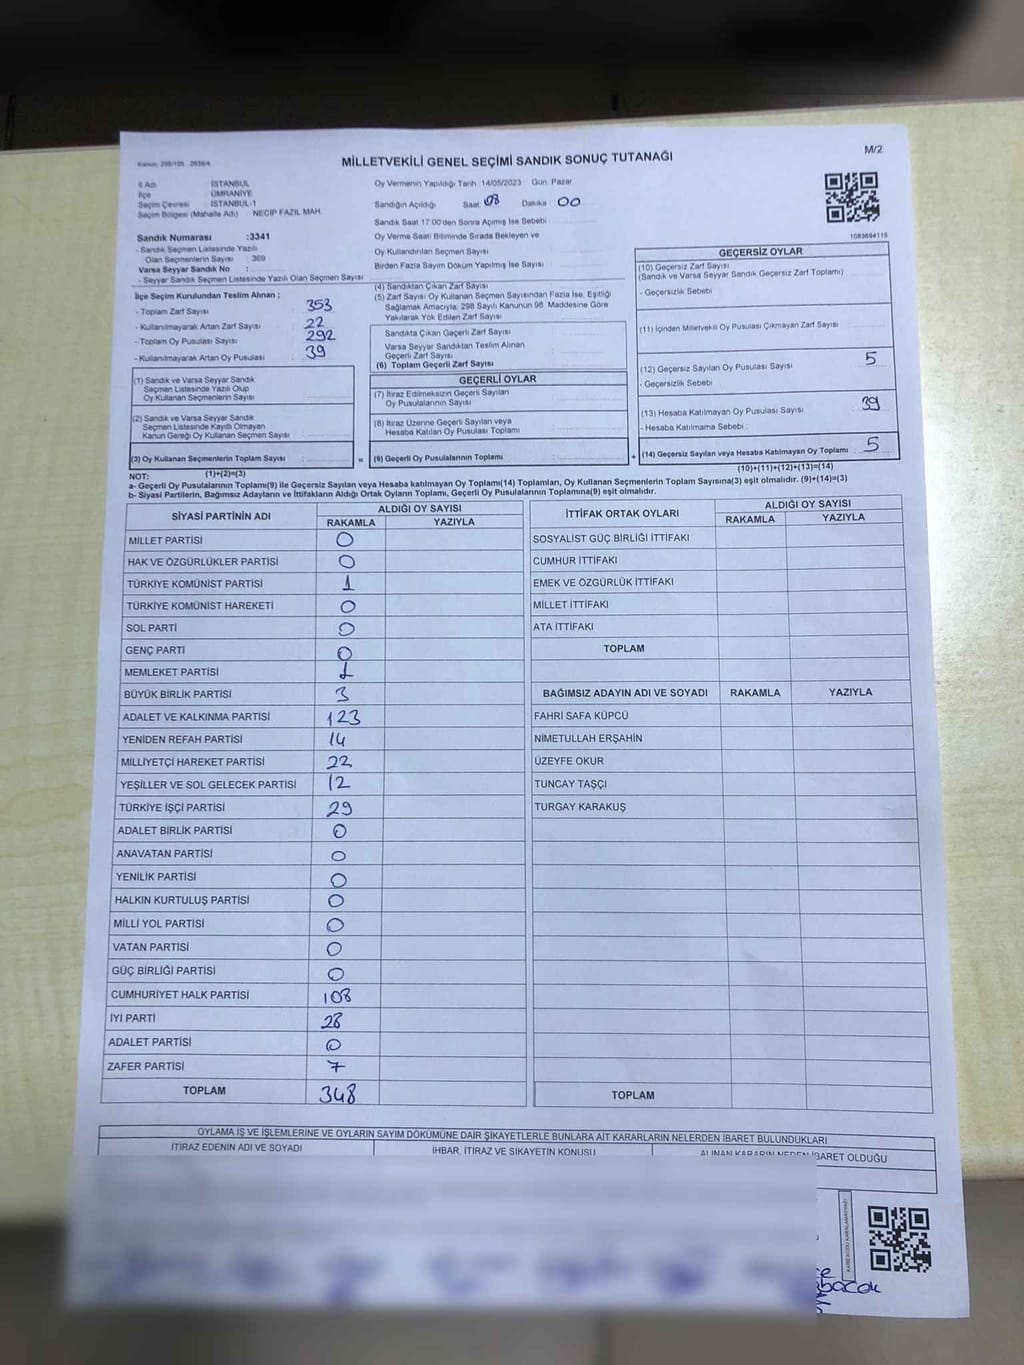 Kanun: 298/105 , 2839/4
MİLLETVEKİLİ GENEL SEÇİMİ SANDIK SONUÇ TUTANAĞI
M/2
İl Adı : İSTANBUL
İlçe : ÜMRANİYE
Seçim Çevresi : İSTANBUL-1
Seçim Bölgesi (Mahalle Adı) NECIP FAZIL MAH
Sandık Numarası :3341
- Sandık Seçmen Listesinde Yazılı
Olan Seçmenlerin Sayısı : 369
Varsa Seyyar Sandık No :
- Seyyar Sandık Seçmen Listesinde Yazılı Olan Seçmen Sayısı
Oy Vermenin Yapıldığı Tarih 14/05/2023 Gün Pazar
Sandığın Açıldığı Saat 08 Dakika 00
Sandık Saat 17.00'den Sonra Açımış İse Sebebi
Oy Verme Saati Bitiminde Sırada Bekleyen ve
Oy Kullandırılan Seçmen Sayısı
Birden Fazla Sayım Döküm Yapılmış İse Sayısı
1083694115
İlçe Seçim Kurulundan Teslim Alınan ;
- Toplam Zarf Sayısı 353
- Kullanılmayarak Artan Zarf Sayısı 22
- Toplam Oy Pusulası Sayısı 292
- Kullanılmayarak Artan Oy Pusulası 39
(4) Sandıktan Çıkan Zarf Sayısı
(5) Zarf Sayısı Oy Kullanan Seçmen Sayısından Fazla İse, Eşitliği
Sağlamak Amacıyla; 298 Sayılı Kanunun 98. Maddesine Göre
Yakılarak Yok Edilen Zarf Sayısı
Sandıkta Çıkan Geçerli Zarf Sayısı
Varsa Seyyar Sandıktan Teslim Alınan
Geçerli Zarf Sayısı
(6) Toplam Geçerli Zarf Sayısı
GEÇERSİZ OYLAR
(10) Geçersiz Zarf Sayısı
(Sandık ve Varsa Seyyar Sandık Geçersiz Zarf Toplamı)
- Geçersizlik Sebebi
(11) İçinden Milletvekili Oy Pusulası Çıkmayan Zarf Sayısı
(12) Geçersiz Sayılan Oy Pusulası Sayısı 5
- Geçersizlik Sebebi
(13) Hesaba Katılmayan Oy Pusulası Sayısı 39
- Hesaba Katılmama Sebebi :
(14) Geçersiz Sayılan veya Hesaba Katılmayan Oy Toplamı : 5
(10)+(11)+(12)+(13)=(14)
(1) Sandık ve Varsa Seyyar Sandık
Seçmen Listesinde Yazılı Olup
Oy Kullanan Seçmenlerin Sayısı
(2) Sandık ve Varsa Seyyar Sandık
Seçmen Listesinde Kayıtlı Olmayan
Kanun Gereği Oy Kullanan Seçmen Sayısı
(3) Oy Kullanan Seçmenlerin Toplam Sayısı : =
(1)+(2)=(3)
GEÇERLİ OYLAR
(7) İtiraz Edilmeksizin Geçerli Sayılan
Oy Pusulalarının Sayısı
(8) İtiraz Üzerine Geçerli Sayılan veya
Hesaba Katılan Oy Pusulası Toplamı
(9) Geçerli Oy Pusulalarının Toplamı : +
NOT:
a- Geçerli Oy Pusulasının Toplamı(9) ile Geçersiz Sayılan veya Hesaba katılmayan Oy Toplamı(14) Toplamları, Oy Kullanan Seçmenlerin Toplam Sayısına(3) eşit olmalıdır. (9)+(14)=(3)
b- Siyasi Partilerin, Bağımsız Adayların ve İttifakların Aldığı Ortak Oyların Toplamı, Geçerli Oy Pusulalarının Toplamına(9) eşit olmalıdır.
SİYASİ PARTİNİN ADI
ALDIĞI OY SAYISI
RAKAMLA YAZIYLA
MİLLET PARTİSİ 0
HAK VE ÖZGÜRLÜKLER PARTİSİ 0
TÜRKİYE KOMÜNİST PARTİSİ 1
TÜRKİYE KOMÜNİST HAREKETİ 0
SOL PARTİ 0
GENÇ PARTİ 0
MEMLEKET PARTİSİ 1
BÜYÜK BİRLİK PARTİSİ 3
ADALET VE KALKINMA PARTİSİ 123
YENİDEN REFAH PARTİSİ 14
MİLLİYETÇİ HAREKET PARTİSİ 22
YEŞİLLER VE SOL GELECEK PARTİSİ 12
TÜRKİYE İŞÇİ PARTİSİ 29
ADALET BİRLİK PARTİSİ 0
ANAVATAN PARTİSİ 0
YENİLİK PARTİSİ 0
HALKIN KURTULUŞ PARTİSİ 0
MİLLİ YOL PARTİSİ 0
VATAN PARTİSİ 0
GÜÇ BİRLİĞİ PARTİSİ 0
CUMHURİYET HALK PARTİSİ 108
İYİ PARTİ 28
ADALET PARTİSİ 0
ZAFER PARTİSİ 7
TOPLAM 348
İTTİFAK ORTAK OYLARI
ALDIĞI OY SAYISI
RAKAMLA YAZIYLA
SOSYALİST GÜÇ BİRLİĞİ İTTİFAKI
CUMHUR İTTİFAKI
EMEK VE ÖZGÜRLÜK İTTİFAKI
MİLLET İTTİFAKI
ATA İTTİFAKI
TOPLAM
BAĞIMSIZ ADAYIN ADI VE SOYADI RAKAMLA YAZIYLA
FAHRİ SAFA KÜPCÜ
NİMETULLAH ERŞAHİN
ÜZEYFE OKUR
TUNCAY TAŞÇI
TURGAY KARAKUŞ
TOPLAM
OYLAMA İŞ VE İŞLEMLERİNE VE OYLARIN SAYIM DÖKÜMÜNE DAİR ŞİKAYETLERLE BUNLARA AİT KARARLARIN NELERDEN İBARET BULUNDUKLARI
İTİRAZ EDENİN ADI VE SOYADI İHBAR, İTİRAZ VE ŞİKAYETİN KONUSU ALINAN KARARIN NEDEN İBARET OLDUĞU